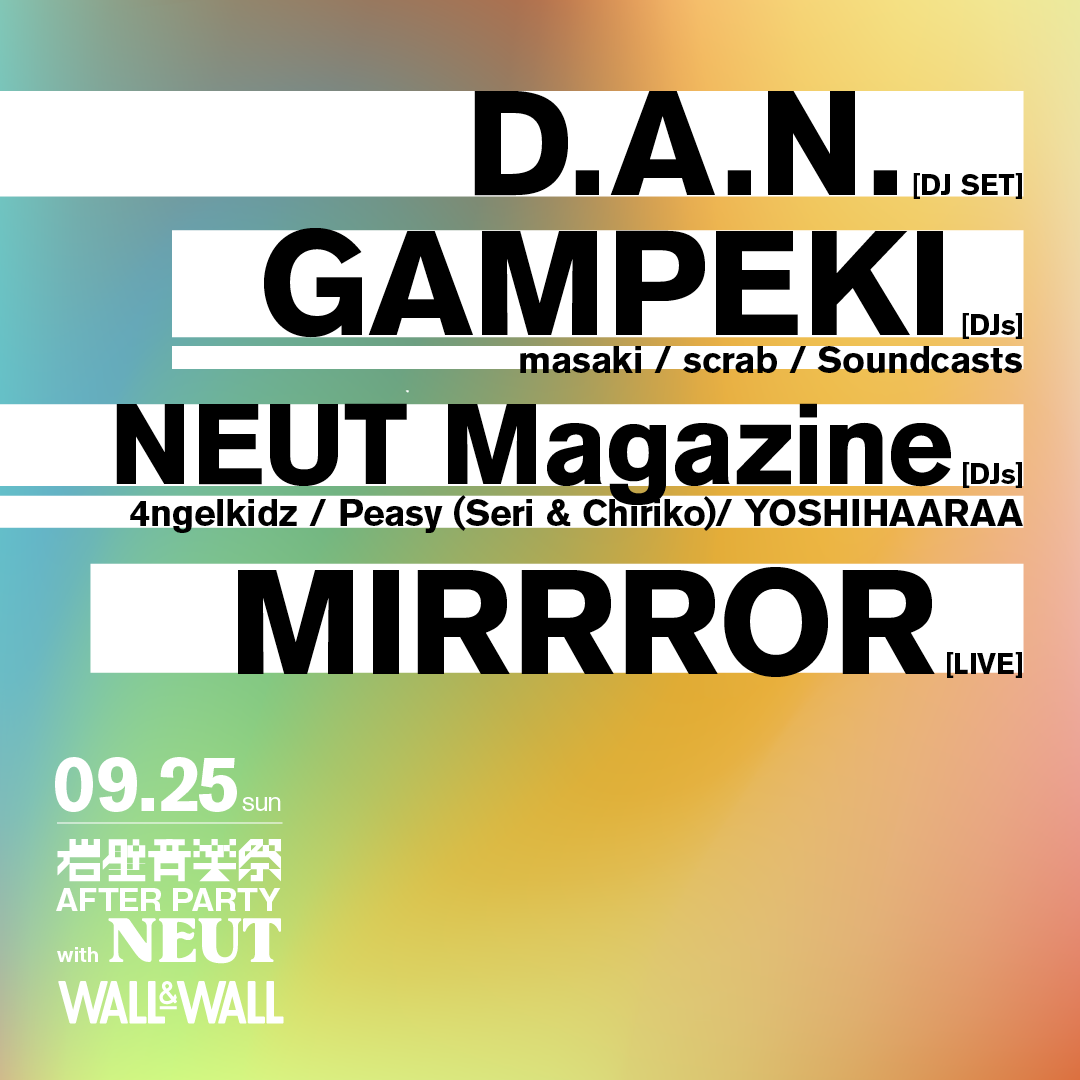 D.A.N. [DJ SET]
GAMPEKI [DJs]
masaki / scrab / Soundcasts
NEUT Magazine [DJs]
4ngelkidz / Peasy (Seri & Chiriko)/ YOSHIHAARAA
MIRRROR [LIVE]
09.25 sun
岩壁音楽祭
AFTER PARTY
with NEUT
WALL&WALL